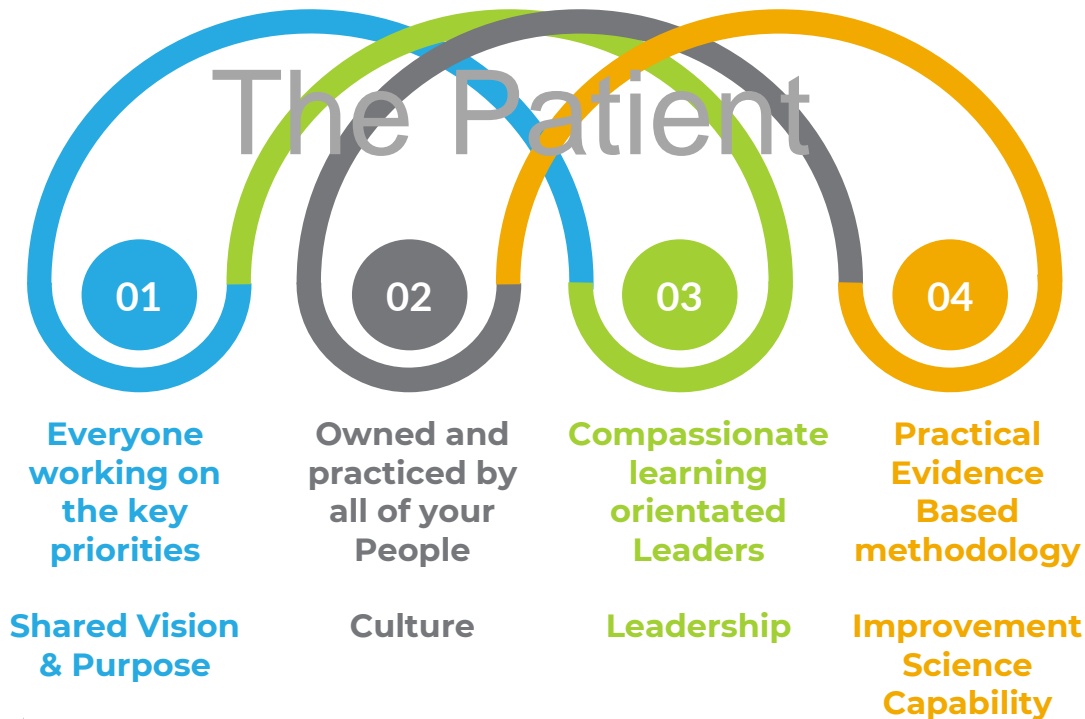 The Patient
01
02
03
04
Everyone
working on
the key
priorities
Owned and
practiced by
all of your
People
Compassionate
learning
orientated
Leaders
Practical
Evidence
Based
methodology
Shared Vision
& Purpose
Culture
Leadership
Improvement
Science
Capability